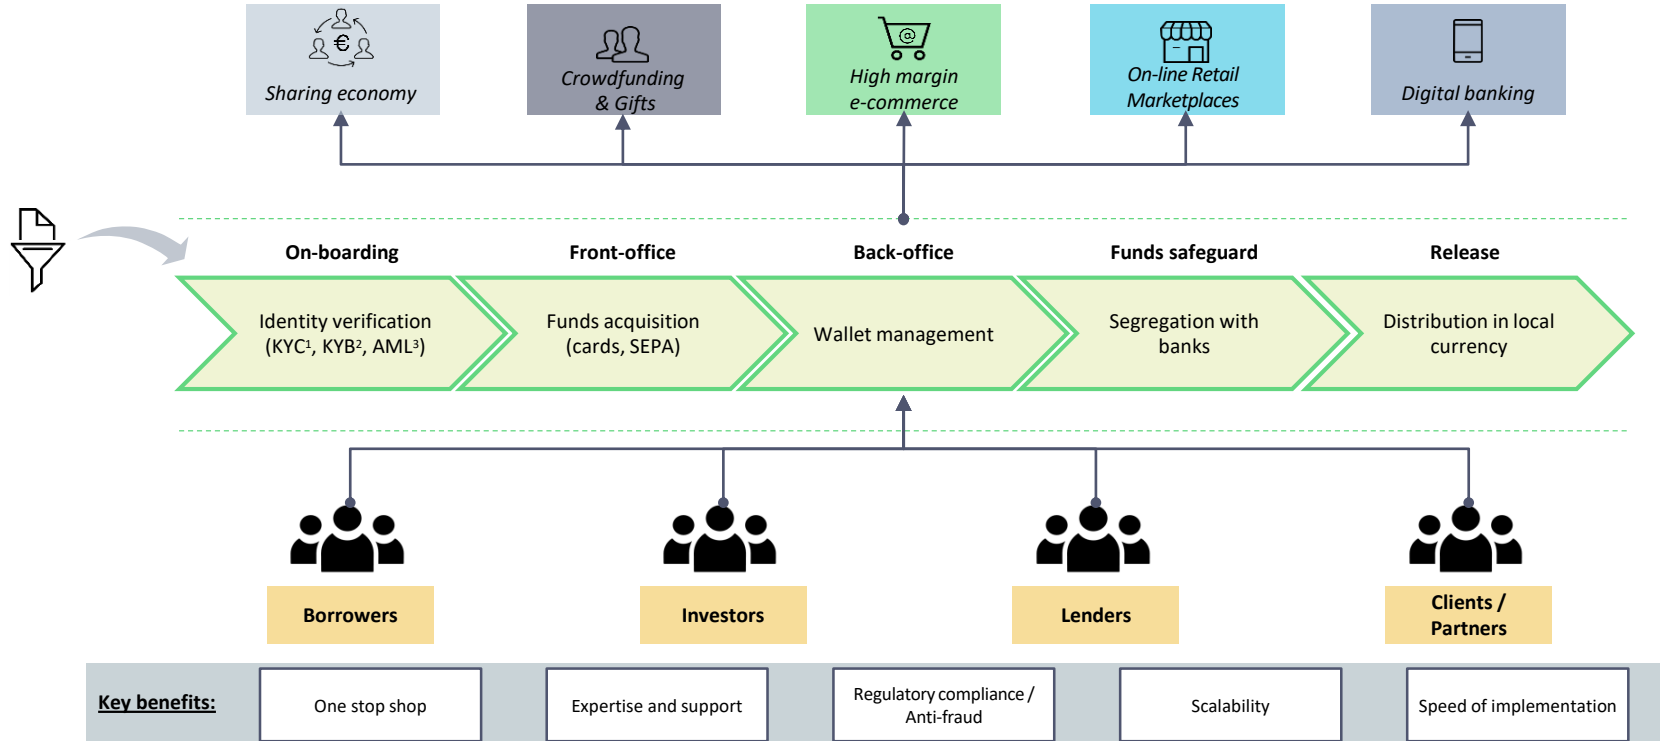 €
Sharing economy
Crowdfunding
& Gifts
@
High margin
e-commerce
On-line Retail
Marketplaces
Digital banking
On-boarding
Front-office
Back-office
Funds safeguard
Release
Identity verification
(KYC¹, KYB², AML³)
Funds acquisition
(cards, SEPA)
Wallet management
Segregation with
banks
Distribution in local
currency
Borrowers
Investors
Lenders
Clients /
Partners
Key benefits:
One stop shop
Expertise and support
Regulatory compliance /
Anti-fraud
Scalability
Speed of implementation